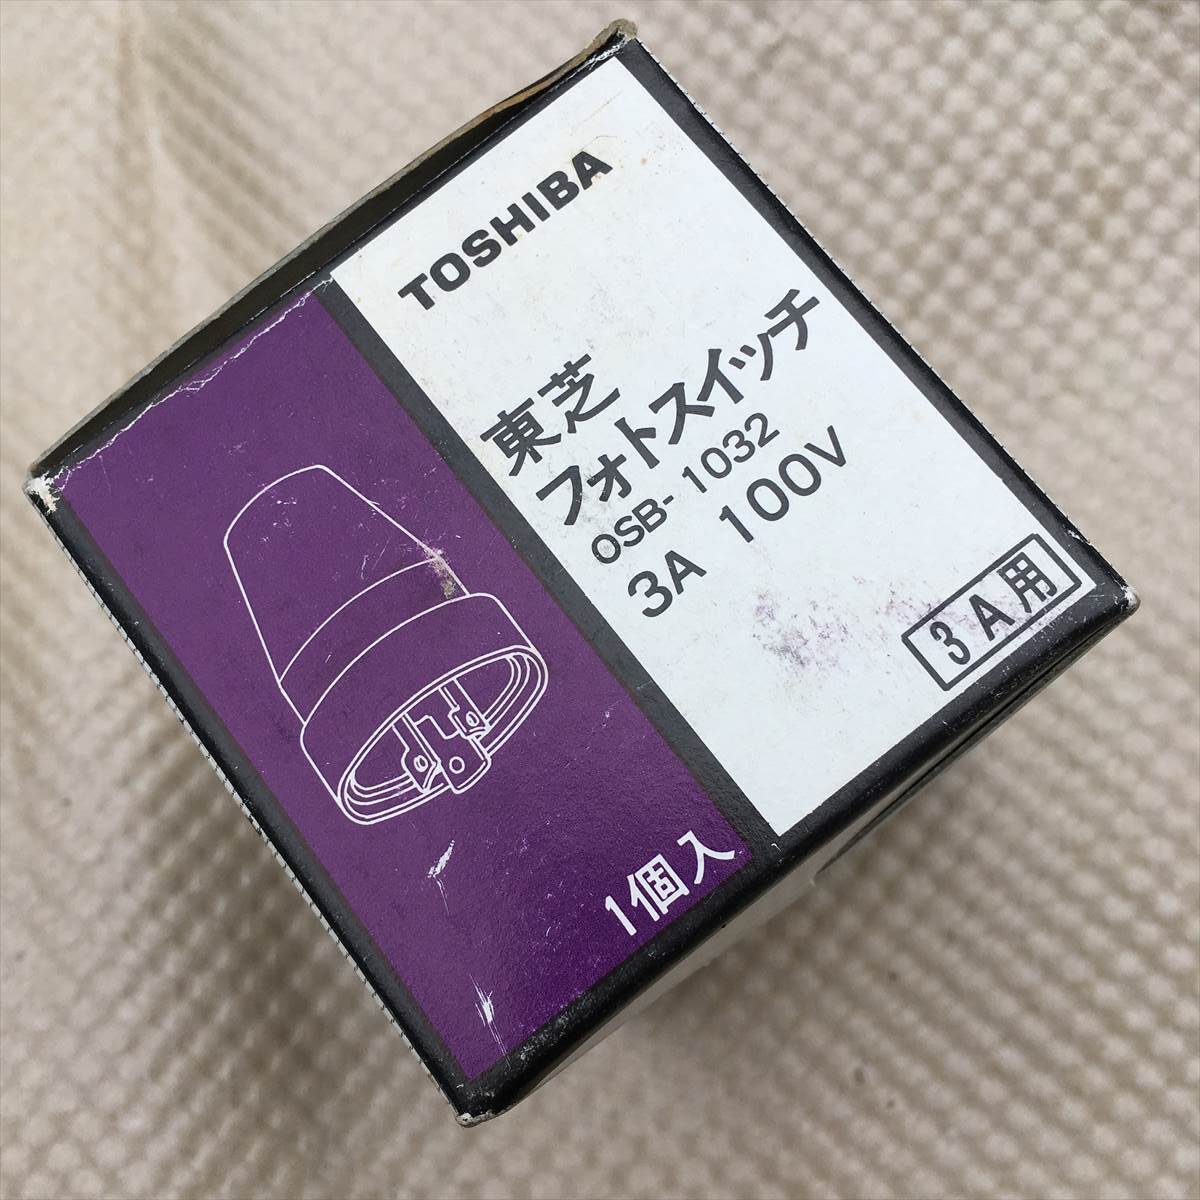 TOSHIBA
東芝
フォトスイッチ
OSB-1032
3A 100V
3A用
1個入